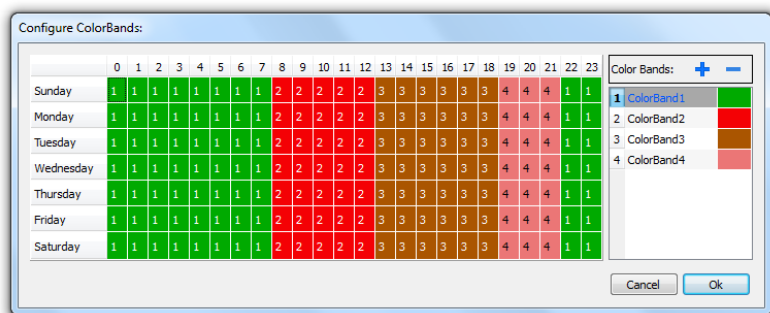 Configure ColorBands:
0 1 2 3 4 5 6 7 8 9 10 11 12 13 14 15 16 17 18 19 20 21 22 23
Sunday 1 1 1 1 1 1 1 1 2 2 2 2 2 3 3 3 3 3 3 4 4 4 1 1
Monday 1 1 1 1 1 1 1 1 2 2 2 2 2 3 3 3 3 3 3 4 4 4 1 1
Tuesday 1 1 1 1 1 1 1 1 2 2 2 2 2 3 3 3 3 3 3 4 4 4 1 1
Wednesday 1 1 1 1 1 1 1 1 2 2 2 2 2 3 3 3 3 3 3 4 4 4 1 1
Thursday 1 1 1 1 1 1 1 1 2 2 2 2 2 3 3 3 3 3 3 4 4 4 1 1
Friday 1 1 1 1 1 1 1 1 2 2 2 2 2 3 3 3 3 3 3 4 4 4 1 1
Saturday 1 1 1 1 1 1 1 1 2 2 2 2 2 3 3 3 3 3 3 4 4 4 1 1
Color Bands:
1 ColorBand1
2 ColorBand2
3 ColorBand3
4 ColorBand4
Cancel Ok